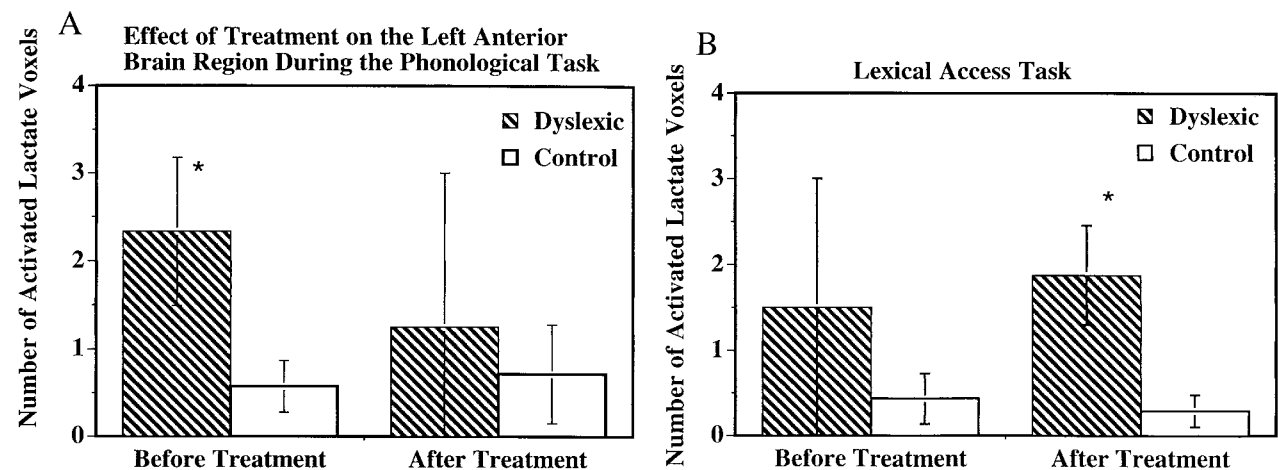 A
Effect of Treatment on the Left Anterior
Brain Region During the Phonological Task
Number of Activated Lactate Voxels
4
3
2
1
0
*
Dyslexic
Control
Before Treatment
After Treatment
B
Lexical Access Task
Number of Activated Lactate Voxels
4
3
2
1
0
*
Dyslexic
Control
Before Treatment
After Treatment